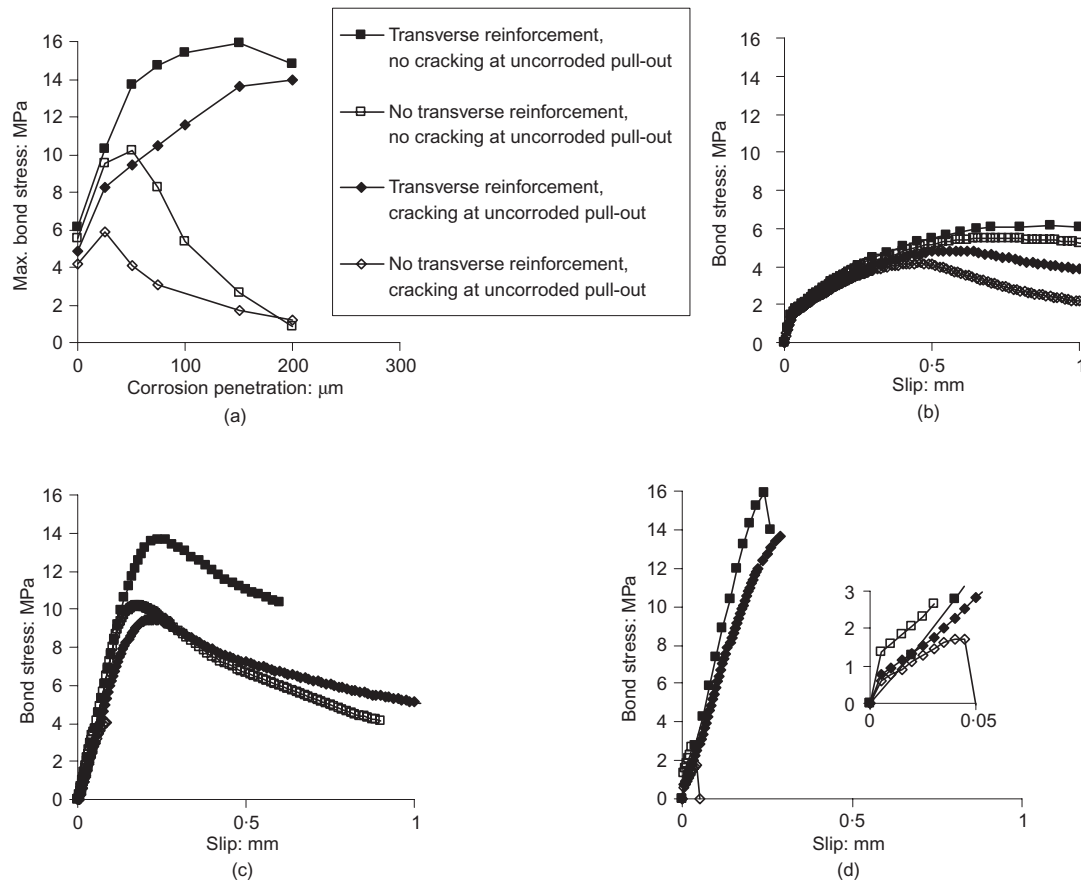 16
14
12
10
8
6
4
2
0
Max. bond stress: MPa
0 100 200 300
Corrosion penetration: μm
(a)
Transverse reinforcement,
no cracking at uncorroded pull-out
No transverse reinforcement,
no cracking at uncorroded pull-out
Transverse reinforcement,
cracking at uncorroded pull-out
No transverse reinforcement,
cracking at uncorroded pull-out
16
14
12
10
8
6
4
2
0
Bond stress: MPa
0 0·5 1
Slip: mm
(b)
16
14
12
10
8
6
4
2
0
Bond stress: MPa
0 0·5 1
Slip: mm
(c)
16
14
12
10
8
6
4
2
0
Bond stress: MPa
0 0·5 1
Slip: mm
(d)
3
2
1
0
0 0·05